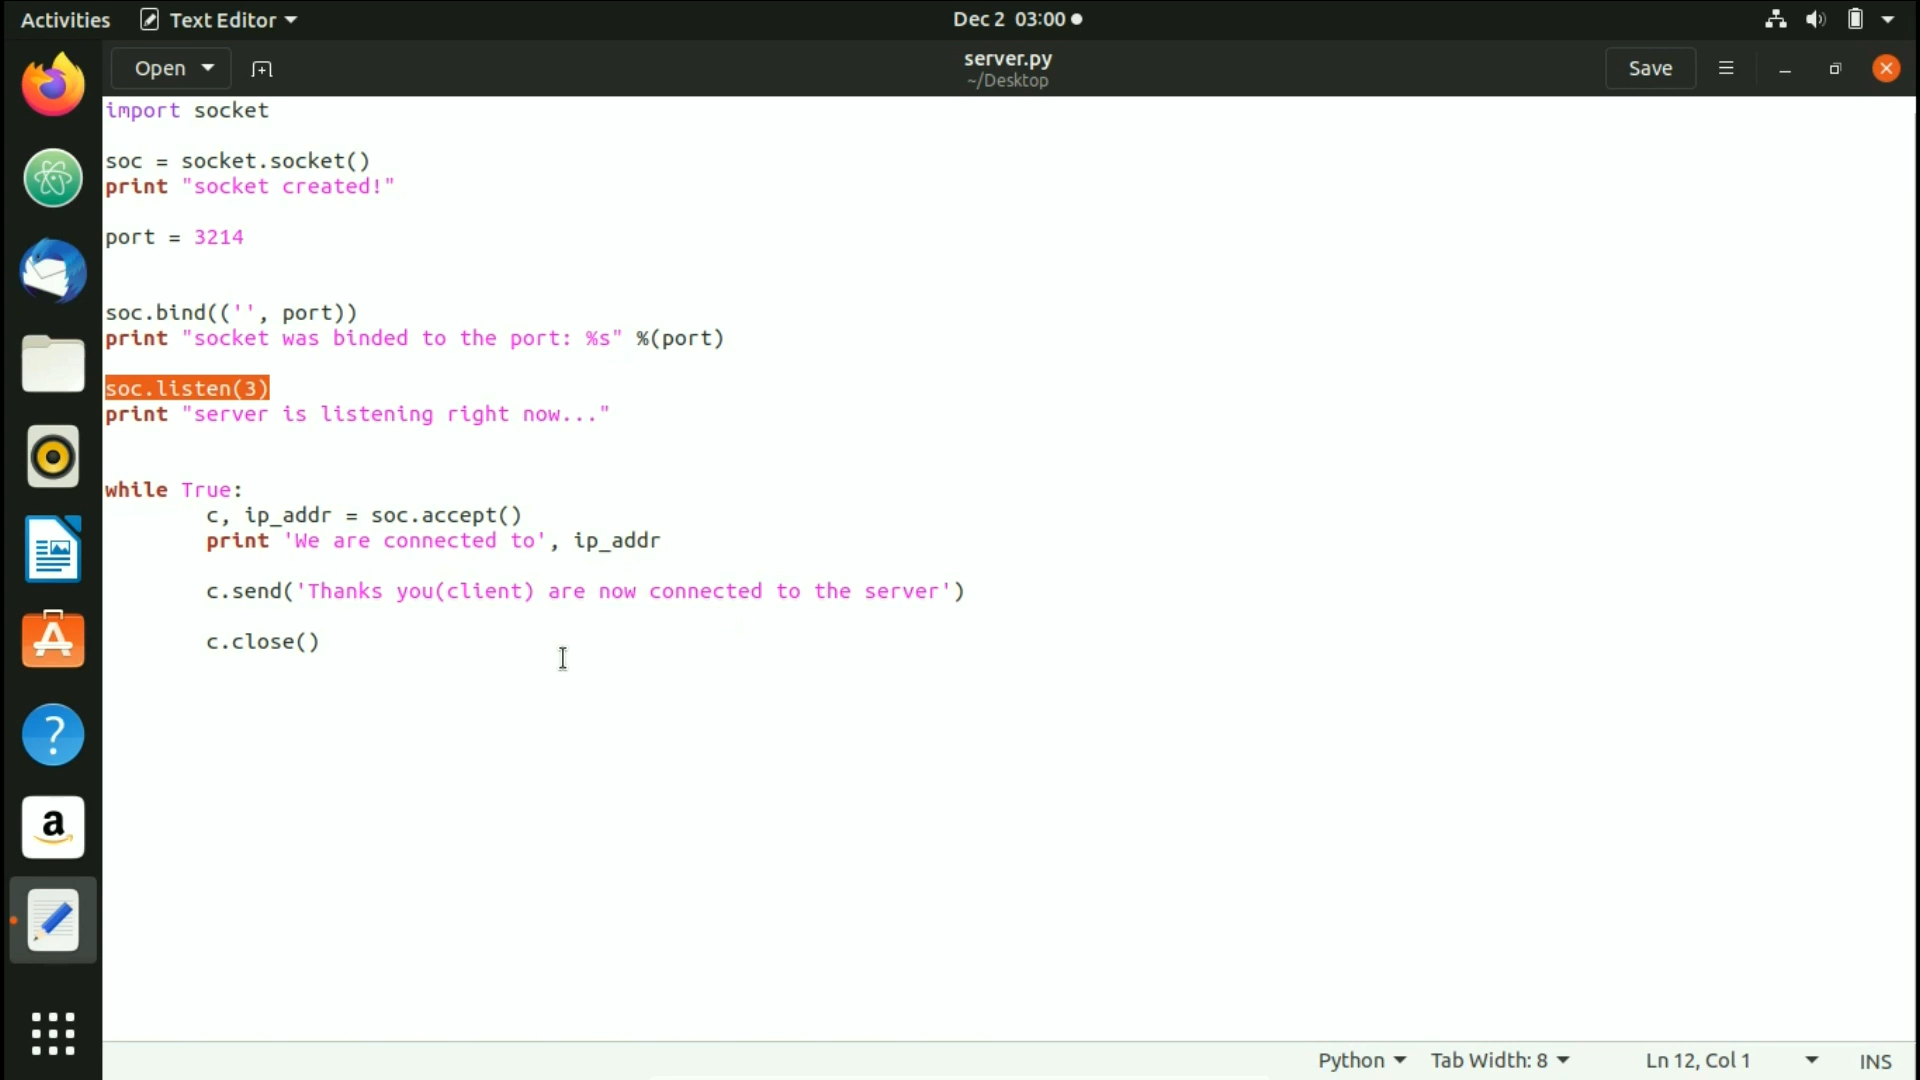 Activities Text Editor Dec 2 03:00
Open server.py Save
~/Desktop
import socket
soc = socket.socket()
print "socket created!"
port = 3214
soc.bind(('', port))
print "socket was binded to the port: %s" %(port)
soc.listen(3)
print "server is listening right now..."
while True:
c, ip_addr = soc.accept()
print 'We are connected to', ip_addr
c.send('Thanks you(client) are now connected to the server')
c.close()
Python Tab Width: 8 Ln 12, Col 1 INS